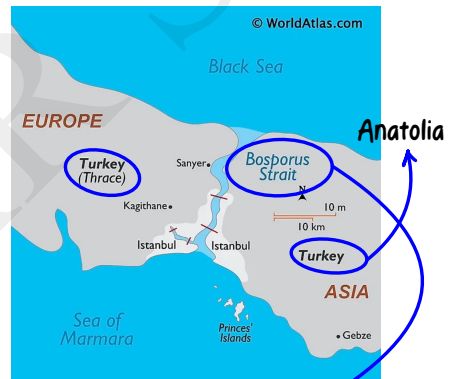 © WorldAtlas.com
Black Sea
EUROPE
Anatolia
Turkey
(Thrace)
Sanyer
Bosporus
Strait
N
Kagithane
10 m
10 km
Istanbul
Istanbul
Turkey
ASIA
Sea of
Marmara
Princes'
Islands
Gebze